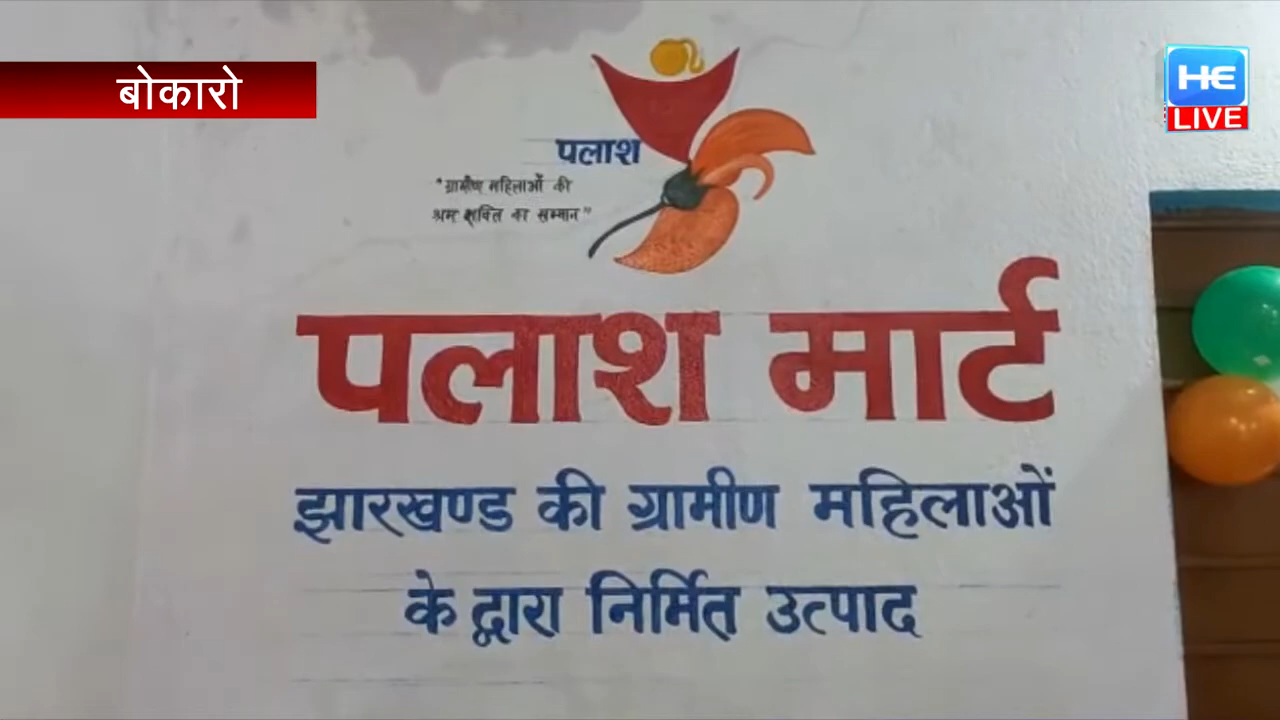 बोकारो
HE
LIVE
पलाश
"ग्रामीण महिलाओं की
श्रम शक्ति का सम्मान"
पलाश मार्ट
झारखण्ड की ग्रामीण महिलाओं
के द्वारा निर्मित उत्पाद